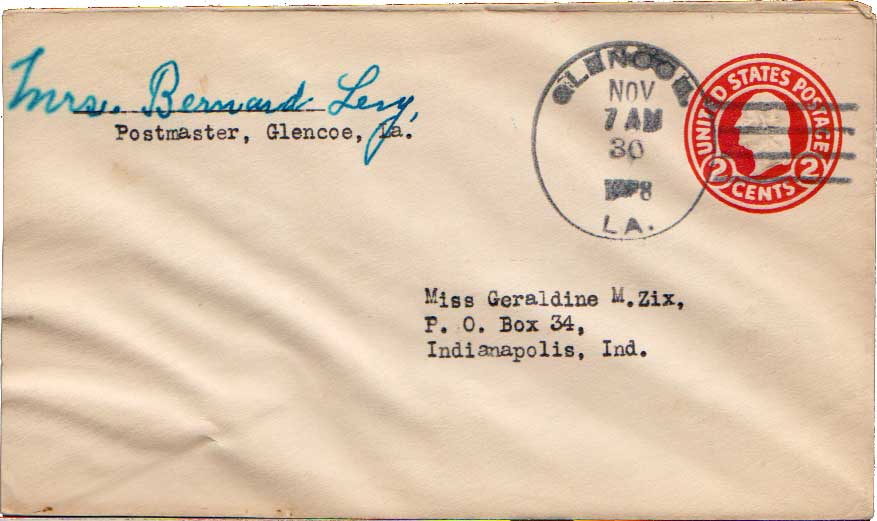 Mrs. Bernard Levy,
Postmaster, Glencoe, La.
GLENCOE
NOV
7 AM
30
LA.
UNITED STATES POSTAGE
2 CENTS 2
Miss Geraldine M.Zix,
P. O. Box 34,
Indianapolis, Ind.